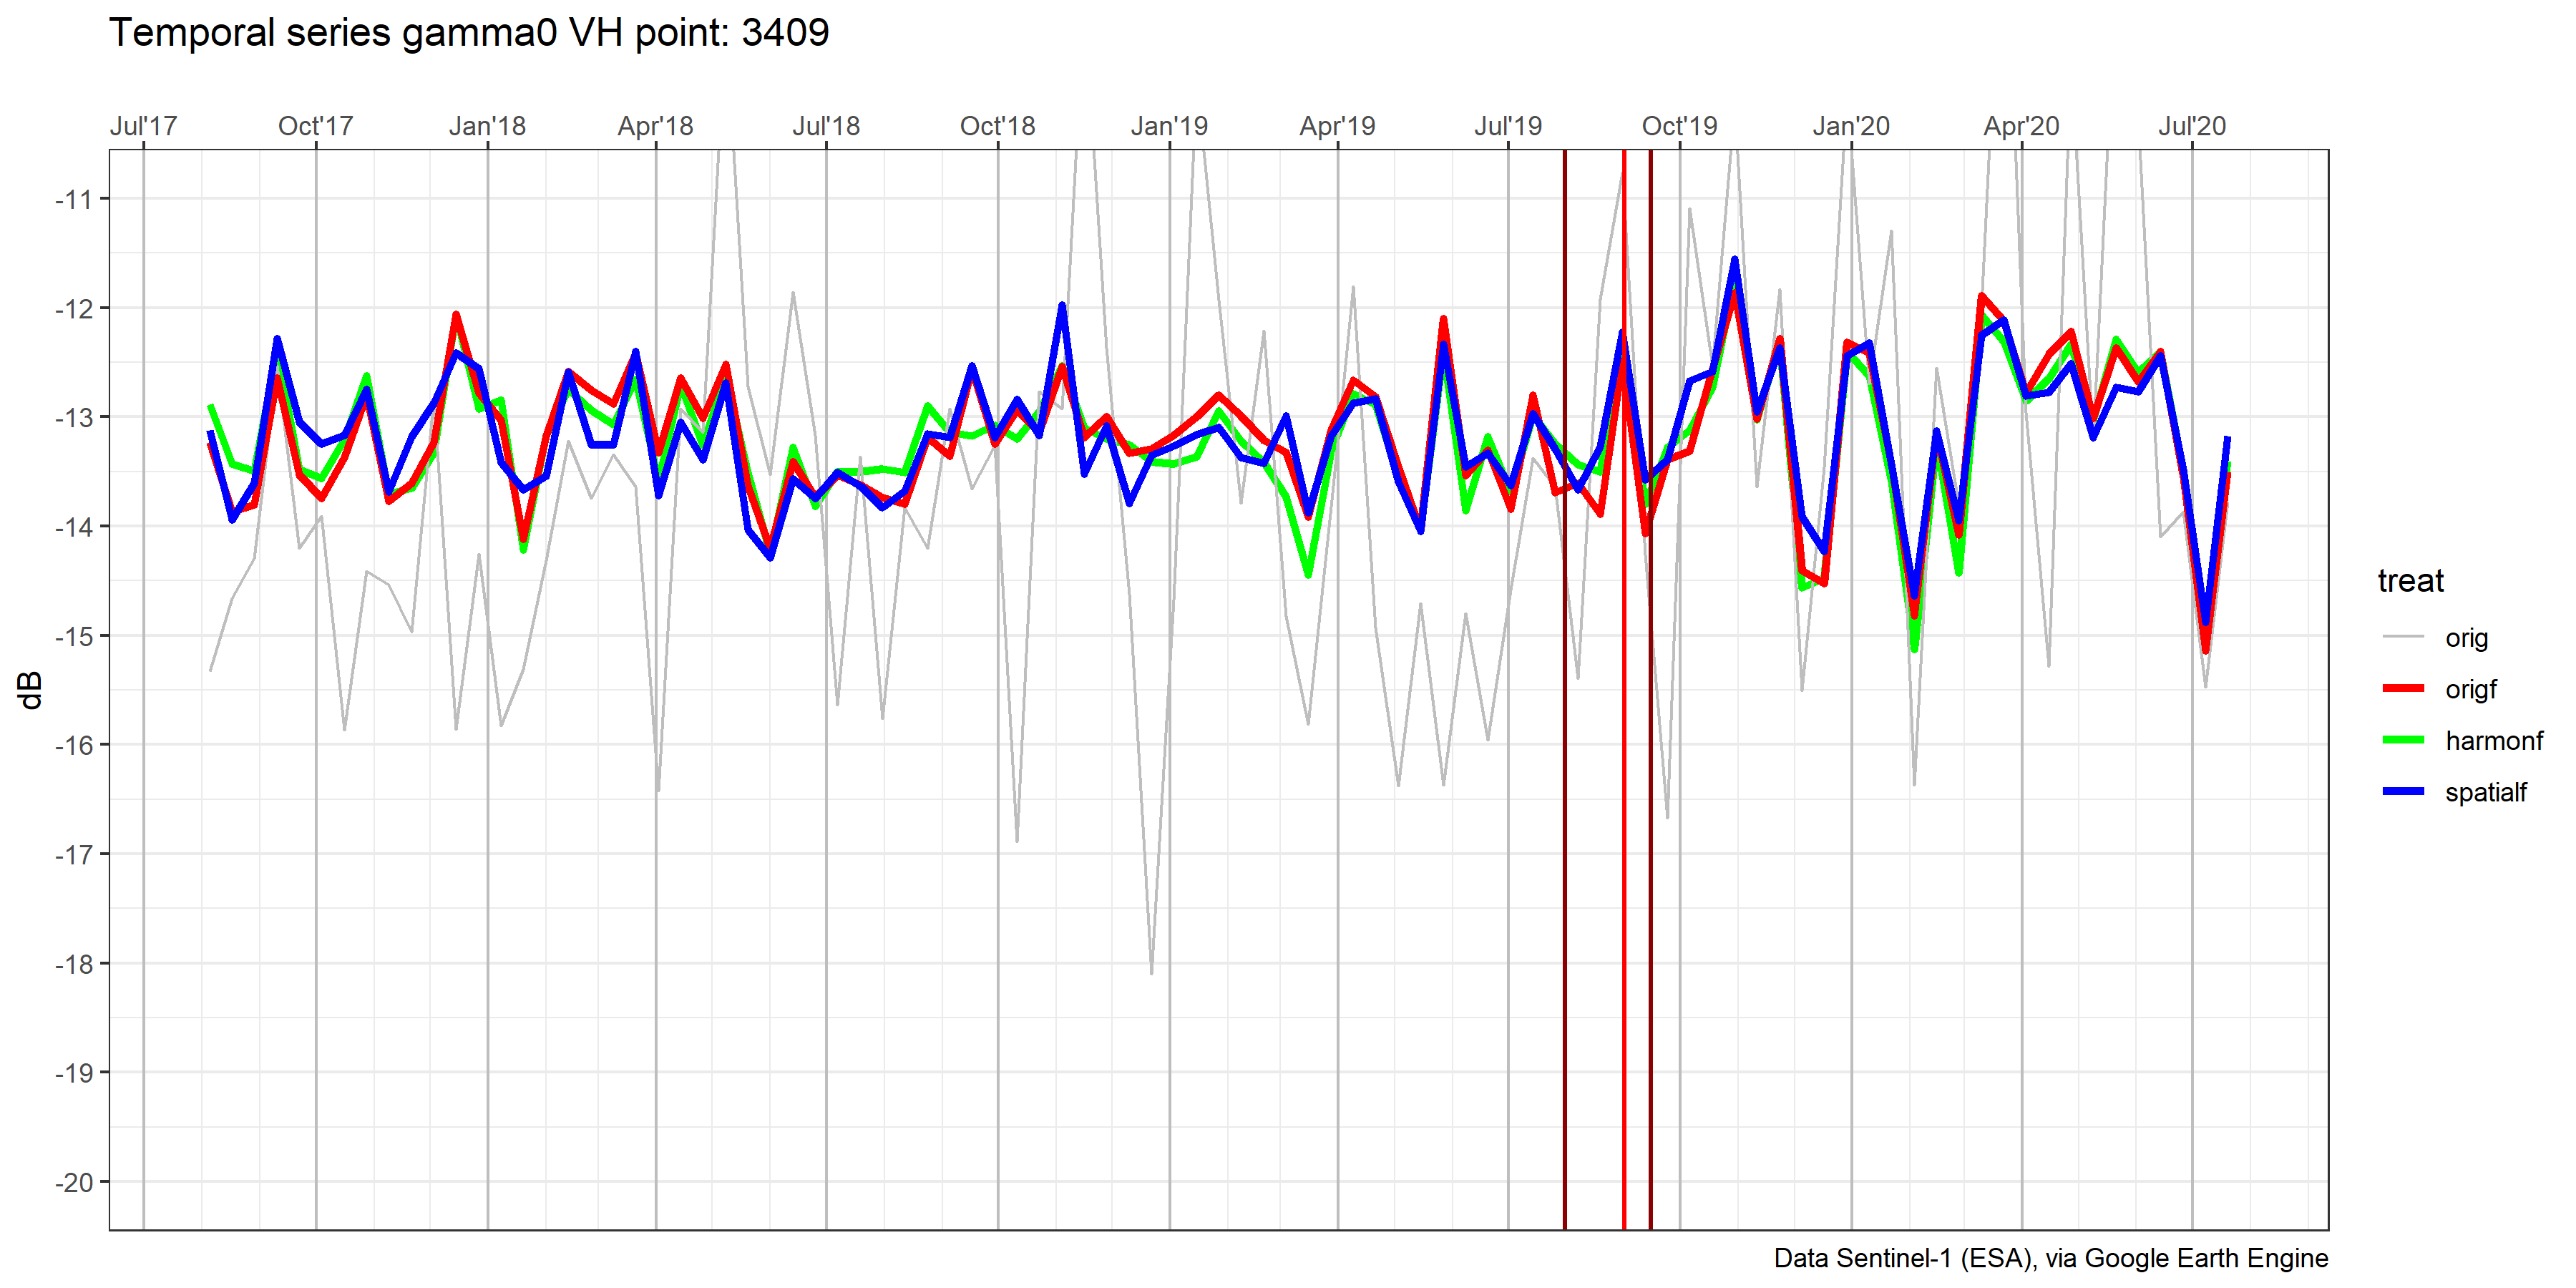 Temporal series gamma0 VH point: 3409
Jul'17 Oct'17 Jan'18 Apr'18 Jul'18 Oct'18 Jan'19 Apr'19 Jul'19 Oct'19 Jan'20 Apr'20 Jul'20
-11
-12
-13
-14
-15
-16
-17
-18
-19
-20
dB
treat
orig
origf
harmonf
spatialf
Data Sentinel-1 (ESA), via Google Earth Engine